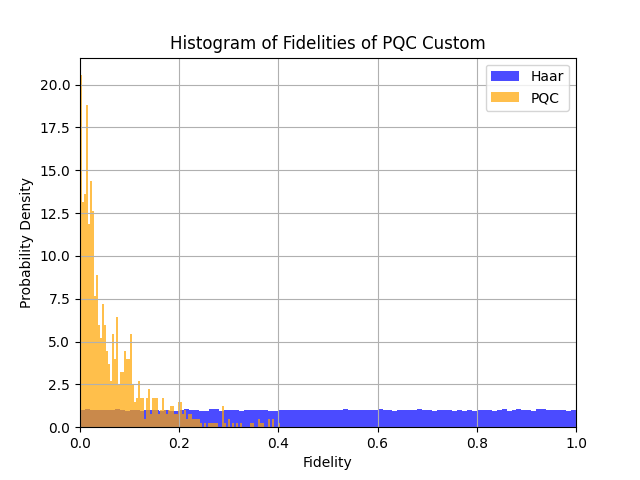 Histogram of Fidelities of PQC Custom
Haar
PQC
Probability Density
20.0
17.5
15.0
12.5
10.0
7.5
5.0
2.5
0.0
0.0 0.2 0.4 0.6 0.8 1.0
Fidelity